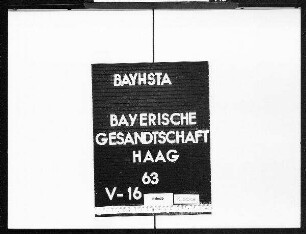 BAYHSTA
BAYERISCHE
GESANDTSCHAFT
HAAG
63
V-16